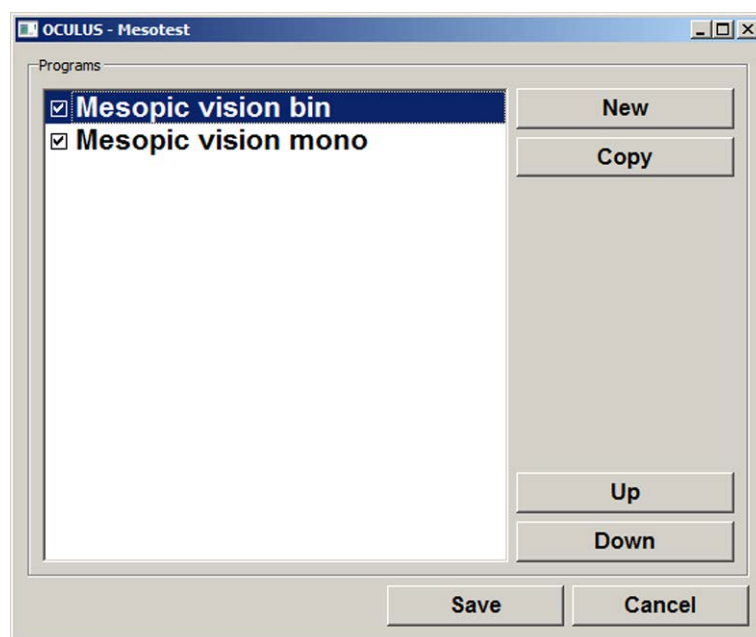 OCULUS - Mesotest
Programs
Mesopic vision bin
Mesopic vision mono
New
Copy
Up
Down
Save
Cancel